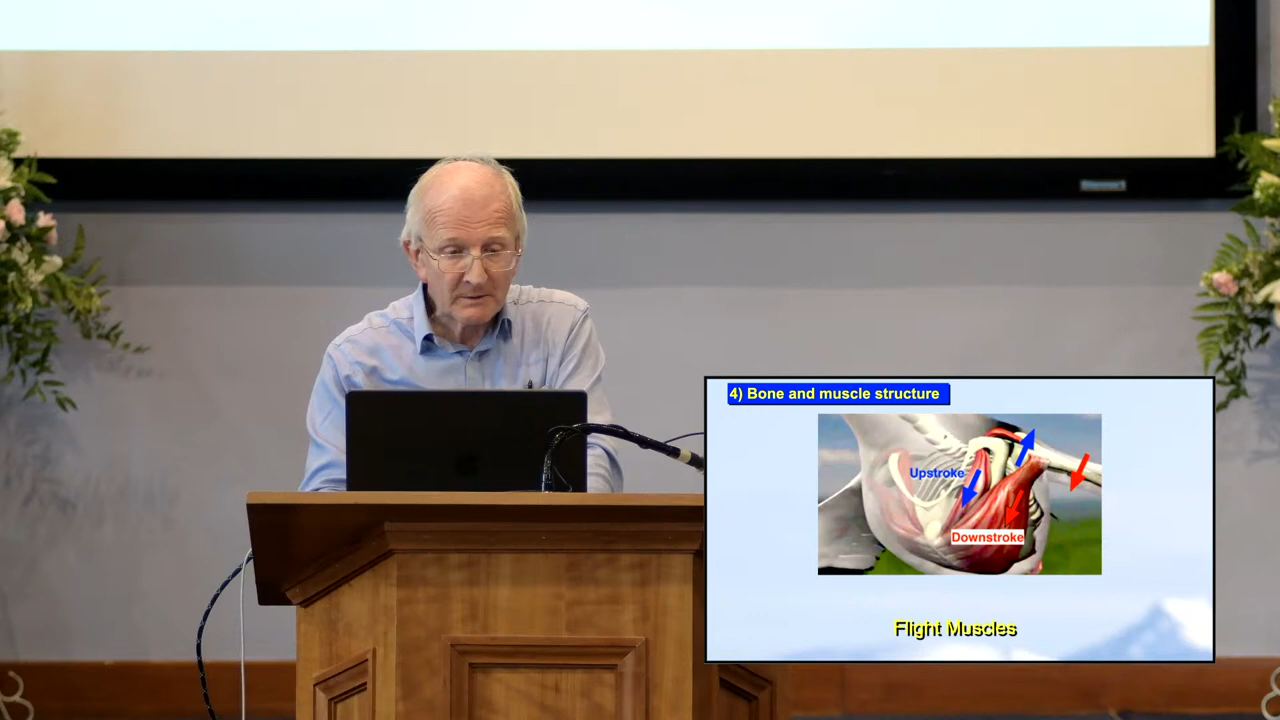 4) Bone and muscle structure
Upstroke
Downstroke
Flight Muscles